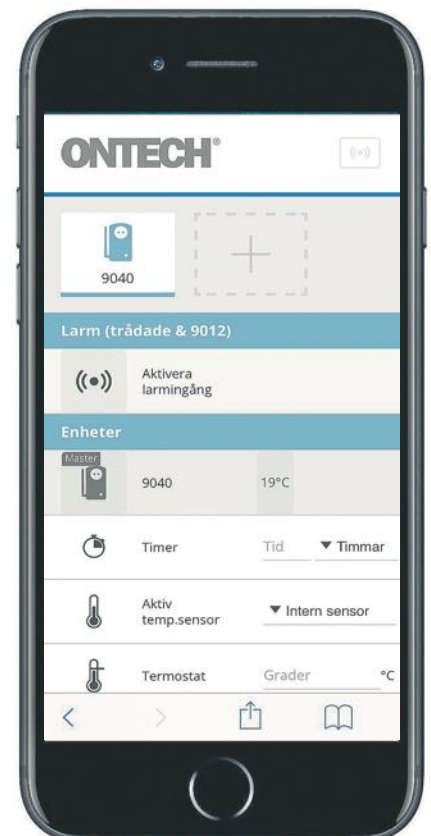 ONTECH®
9040
Larm (trådade & 9012)
Aktivera
larmingång
Enheter
Master
9040 19°C
Timer Tid ▼ Timmar
Aktiv
temp.sensor ▼ Intern sensor
Termostat Grader °C